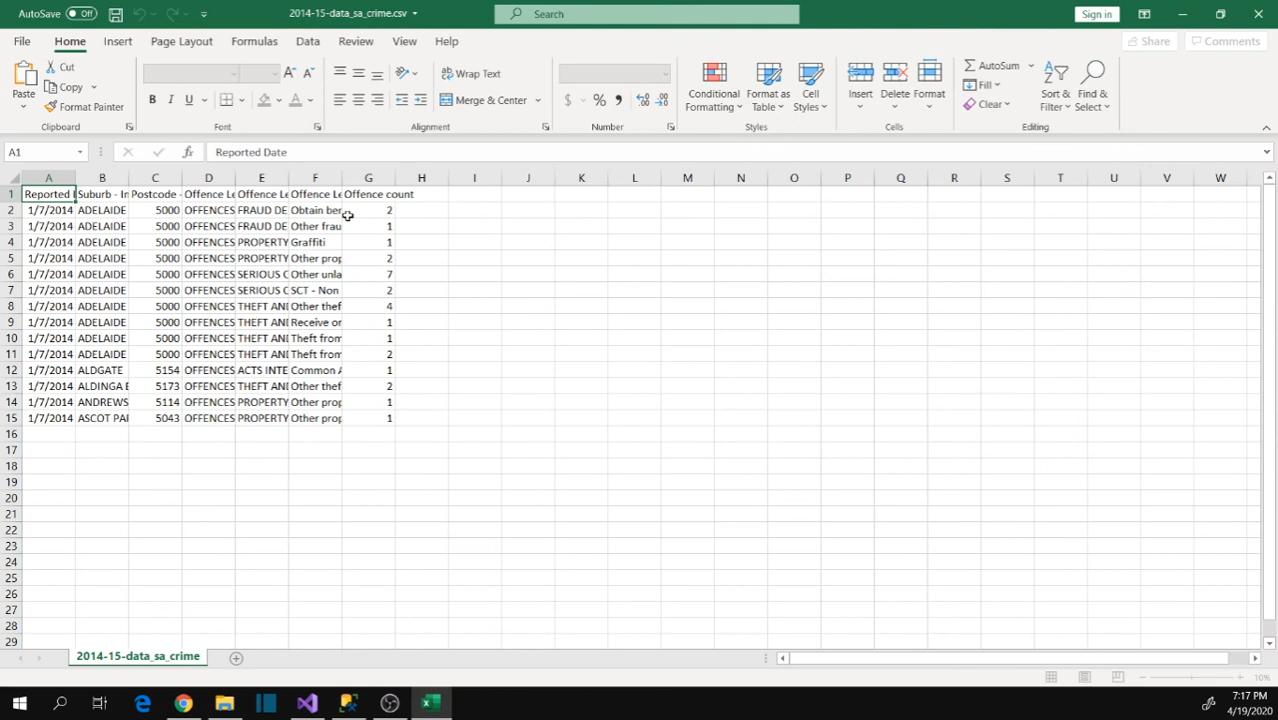 AutoSave Off 2014-15-data_sa_crime.csv Search Sign in
File Home Insert Page Layout Formulas Data Review View Help Share Comments
Paste Cut Copy Format Painter Clipboard
B I U Font
Wrap Text Merge & Center Alignment
$ % Number
Conditional Formatting Format as Table Cell Styles Styles
Insert Delete Format Cells
AutoSum Fill Clear Sort & Filter Find & Select Editing
A1 fx Reported Date
A B C D E F G H I J K L M N O P Q R S T U V W
1 Reported Suburb - In Postcode - Offence Le Offence Le Offence Le Offence count
2 1/7/2014 ADELAIDE 5000 OFFENCES FRAUD DE Obtain ben 2
3 1/7/2014 ADELAIDE 5000 OFFENCES FRAUD DE Other frau 1
4 1/7/2014 ADELAIDE 5000 OFFENCES PROPERTY Graffiti 1
5 1/7/2014 ADELAIDE 5000 OFFENCES PROPERTY Other prop 2
6 1/7/2014 ADELAIDE 5000 OFFENCES SERIOUS C Other unla 7
7 1/7/2014 ADELAIDE 5000 OFFENCES SERIOUS C SCT - Non 2
8 1/7/2014 ADELAIDE 5000 OFFENCES THEFT AND Other thef 4
9 1/7/2014 ADELAIDE 5000 OFFENCES THEFT AND Receive or 1
10 1/7/2014 ADELAIDE 5000 OFFENCES THEFT AND Theft from 1
11 1/7/2014 ADELAIDE 5000 OFFENCES THEFT AND Theft from 2
12 1/7/2014 ALDGATE 5154 OFFENCES ACTS INTE Common A 1
13 1/7/2014 ALDINGA B 5173 OFFENCES THEFT AND Other thef 2
14 1/7/2014 ANDREWS 5114 OFFENCES PROPERTY Other prop 1
15 1/7/2014 ASCOT PAR 5043 OFFENCES PROPERTY Other prop 1
16
17
18
19
20
21
22
23
24
25
26
27
28
29
2014-15-data_sa_crime
10%
7:17 PM
4/19/2020